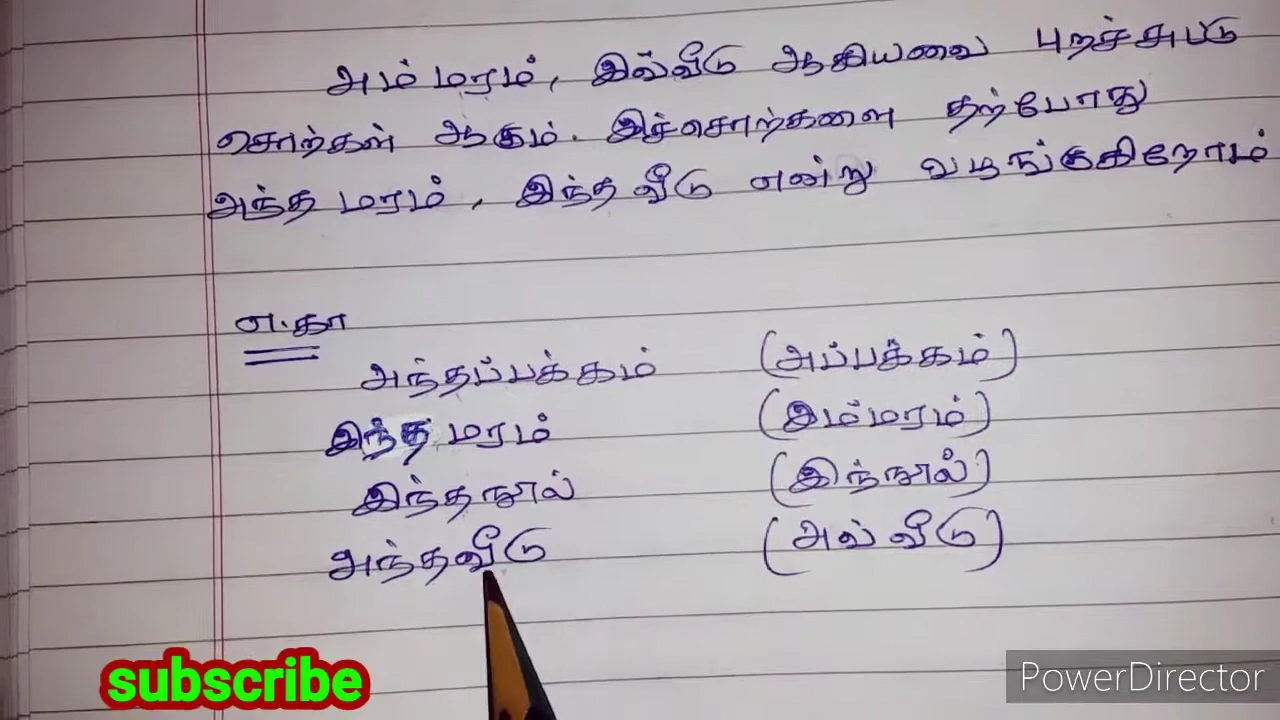 அம்மரம், இவ்வீடு ஆகியவை புறச்சுட்டு
சொற்கள் ஆகும். இச்சொற்களை தற்போது
அந்த மரம், இந்த வீடு என்று வழங்குகிறோம்
எ.கா
அந்தப்பக்கம் (அப்பக்கம்)
இந்த மரம் (இம்மரம்)
இந்தநூல் (இந்நூல்)
அந்தவீடு (அவ்வீடு)
subscribe
PowerDirector